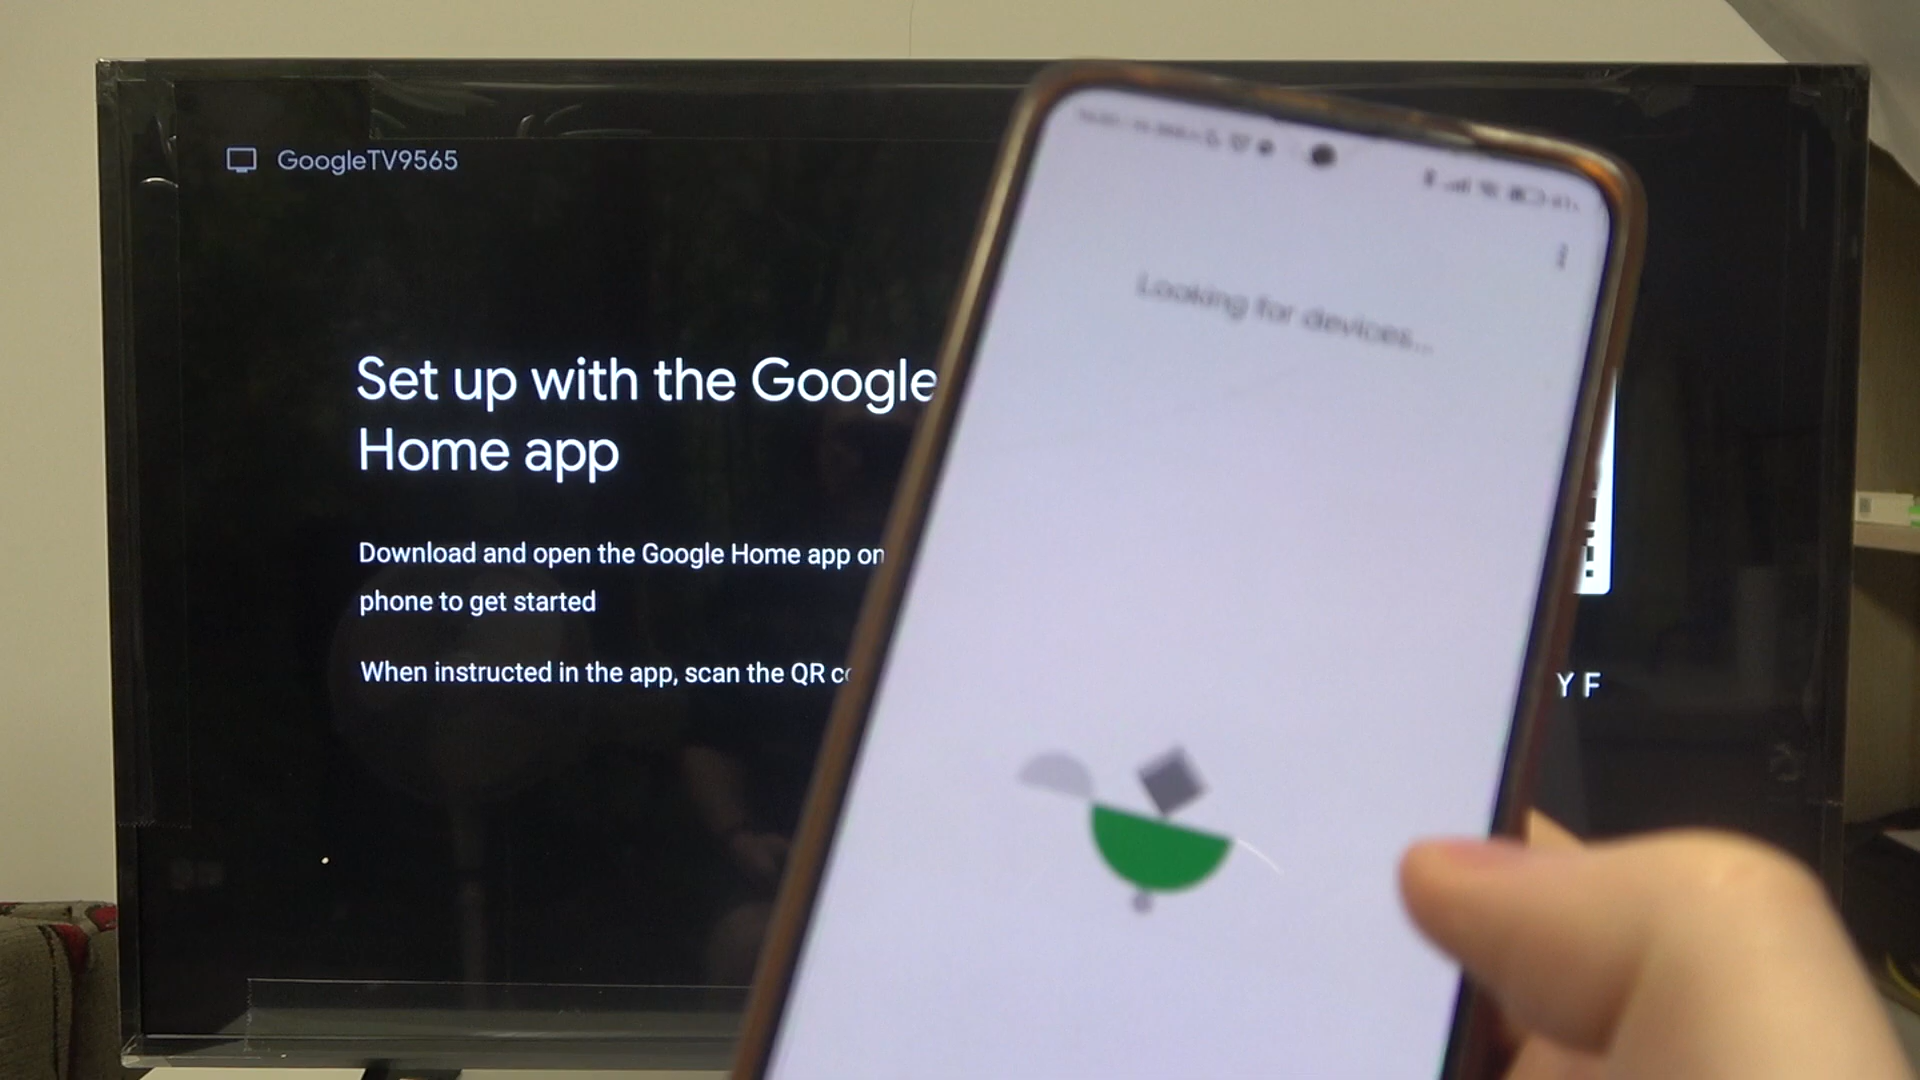 GoogleTV9565
Set up with the Google
Home app
Download and open the Google Home app on
phone to get started
When instructed in the app, scan the QR
Y F
Looking for devices...